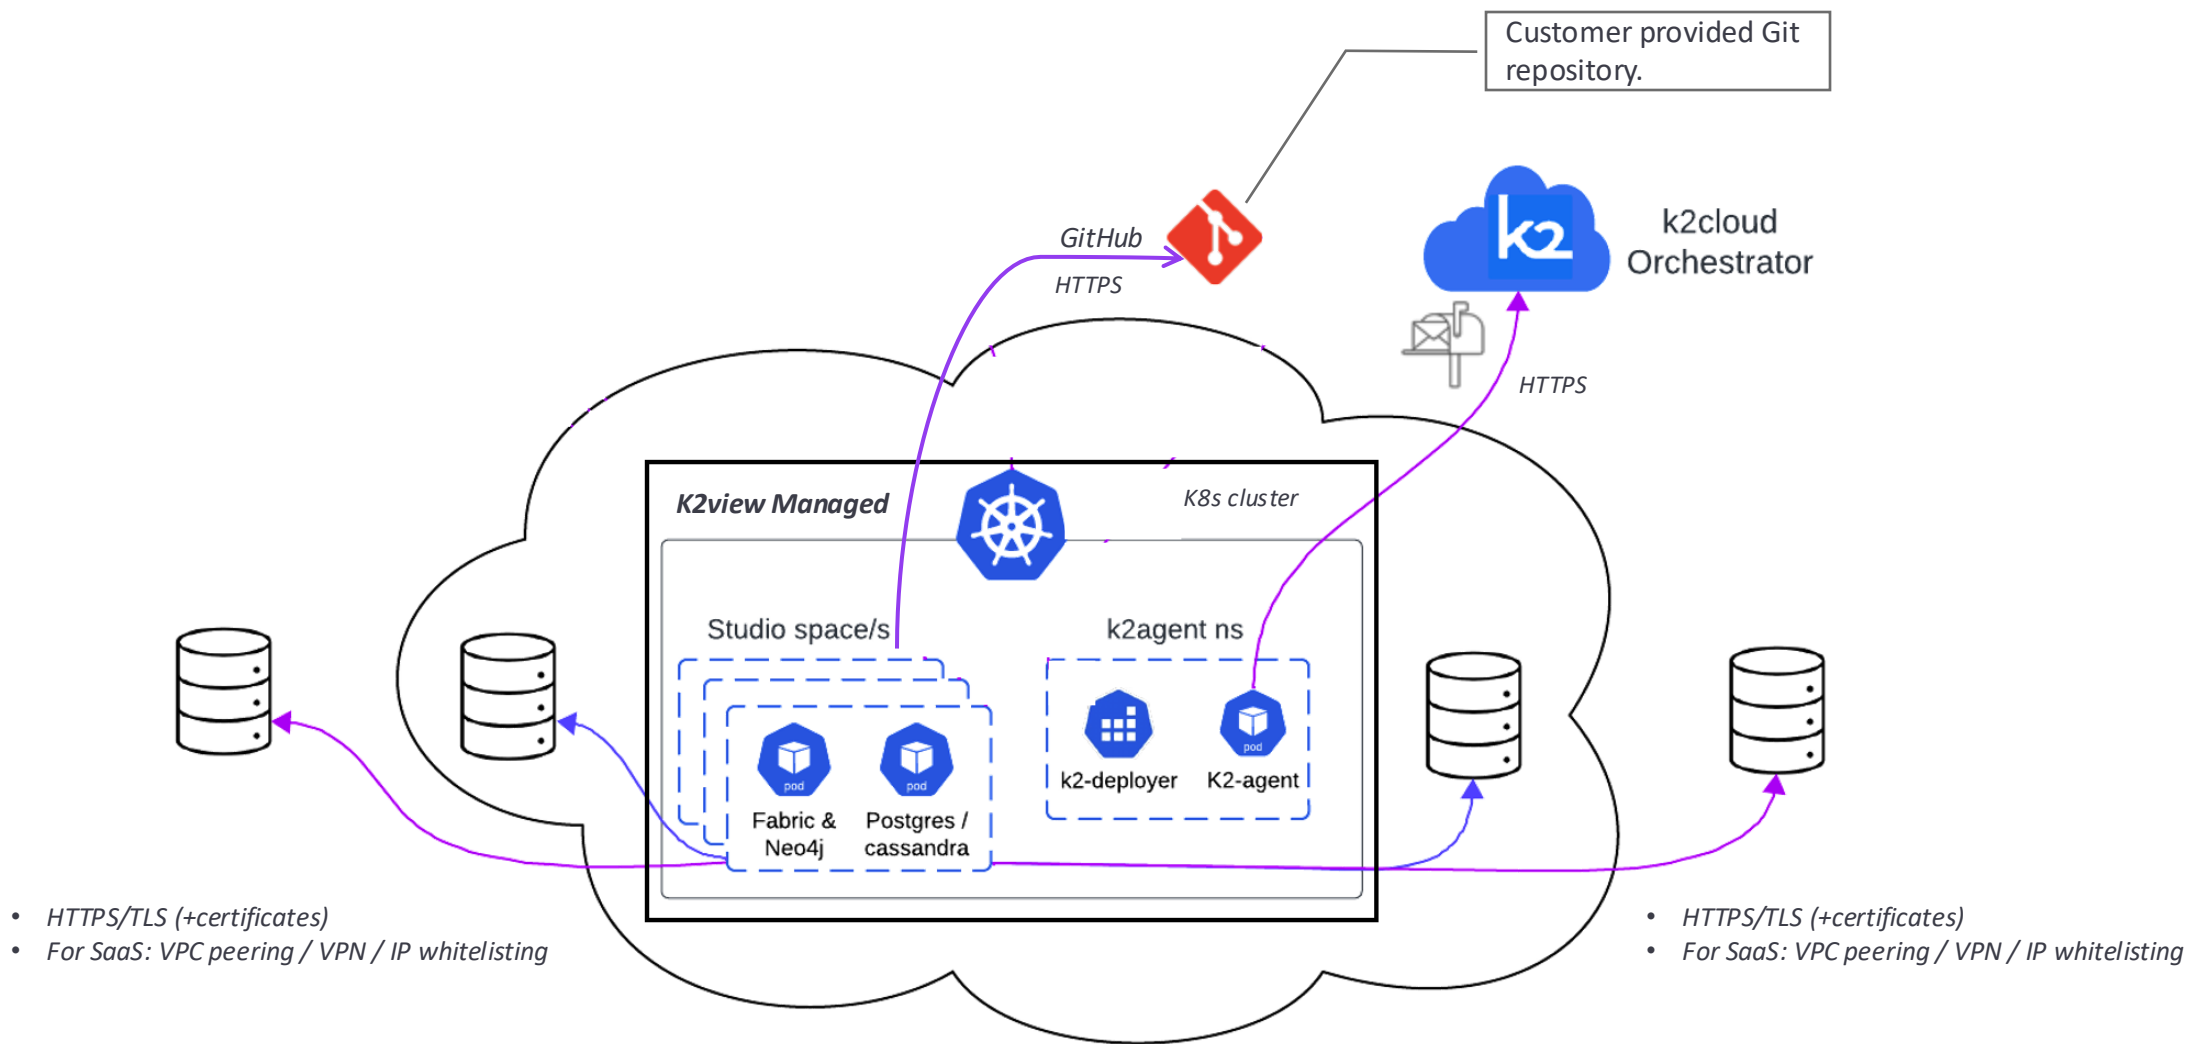 Customer provided Git
repository.
GitHub
HTTPS
k2
k2cloud
Orchestrator
HTTPS
K2view Managed
K8s cluster
Studio space/s
k2agent ns
pod
pod
pod
k2-deployer
K2-agent
Fabric &
Neo4j
Postgres /
cassandra
• HTTPS/TLS (+certificates)
• For SaaS: VPC peering / VPN / IP whitelisting
• HTTPS/TLS (+certificates)
• For SaaS: VPC peering / VPN / IP whitelisting